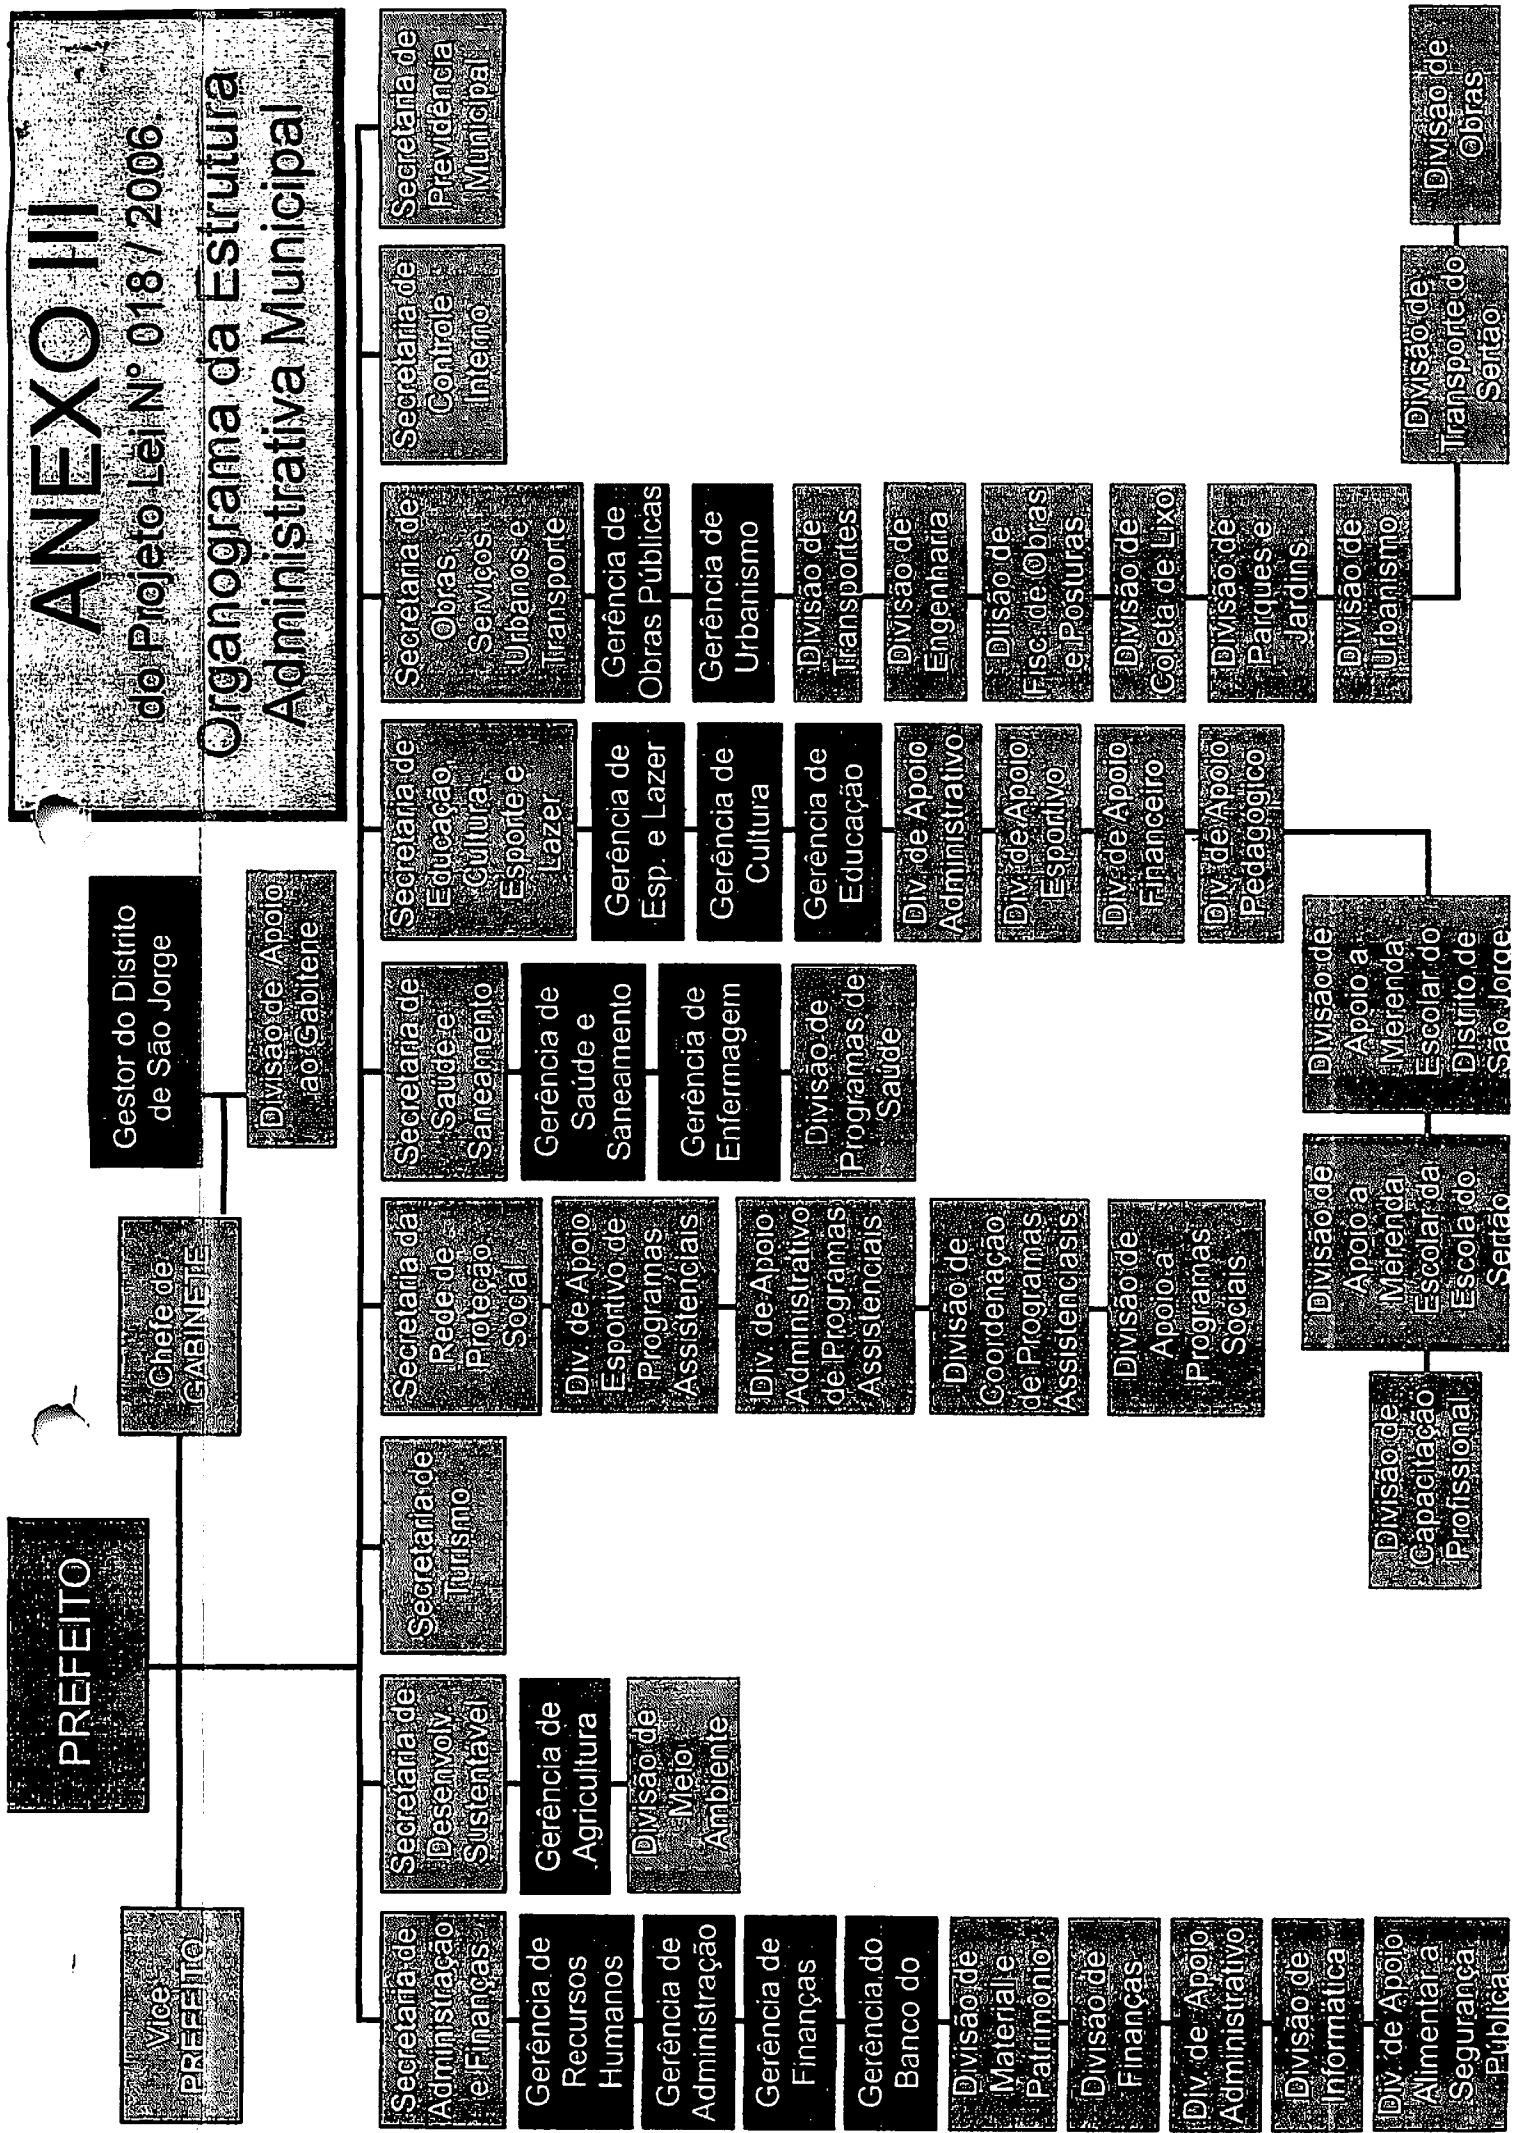 ANEXO III
do Projeto Lei N° 018 / 2006.
Organograma da Estrutura
Administrativa Municipal
PREFEITO
Vice
PREFEITO
Chefe de
GABINETE
Gestor do Distrito
de São Jorge
Divisão de Apoio
ao Gabitene
Secretaria de
Administração
e Finanças
Gerência de
Recursos
Humanos
Gerência de
Administração
Gerência de
Finanças
Gerência do
Banco do
Divisão de
Material e
Patrimônio
Divisão de
Finanças
Div. de Apoio
Administrativo
Divisão de
Informática
Div. de Apoio
Alimentar a
Segurança
Pública
Secretaria de
Desenvolv.
Sustentável
Gerência de
Agricultura
Divisão de
Meio
Ambiente
Secretaria de
Turismo
Secretaria da
Rede de
Proteção
Social
Div. de Apoio
Esportivo de
Programas
Assistenciais
Div. de Apoio
Administrativo
de Programas
Assistenciais
Divisão de
Coordenação
de Programas
Assistenciais
Divisão de
Apoio a
Programas
Sociais
Secretaria de
Saúde e
Saneamento
Gerência de
Saúde e
Saneamento
Gerência de
Enfermagem
Divisão de
Programas de
Saúde
Secretaria de
Educação,
Cultura,
Esporte e
Lazer
Gerência de
Esp. e Lazer
Gerência de
Cultura
Gerência de
Educação
Div. de Apoio
Administrativo
Div. de Apoio
Esportivo
Div. de Apoio
Financeiro
Div. de Apoio
Pedagógico
Divisão de
Apoio a
Merenda
Escolar do
Distrito de
São Jorge
Divisão de
Apoio a
Merenda
Escolar da
Escola do
Sertão
Divisão de
Capacitação
Profissional
Secretaria de
Obras,
Serviços
Urbanos e
Transporte
Gerência de
Obras Públicas
Gerência de
Urbanismo
Divisão de
Transportes
Divisão de
Engenharia
DIisão de
Fisc. de Obras
e Posturas
Divisão de
Coleta de Lixo
Divisão de
Parques e
Jardins
Divisão de
Urbanismo
Divisão de
Transporte do
Sertão
Divisão de
Obras
Secretaria de
Controle
Interno
Secretaria de
Previdência
Municipal